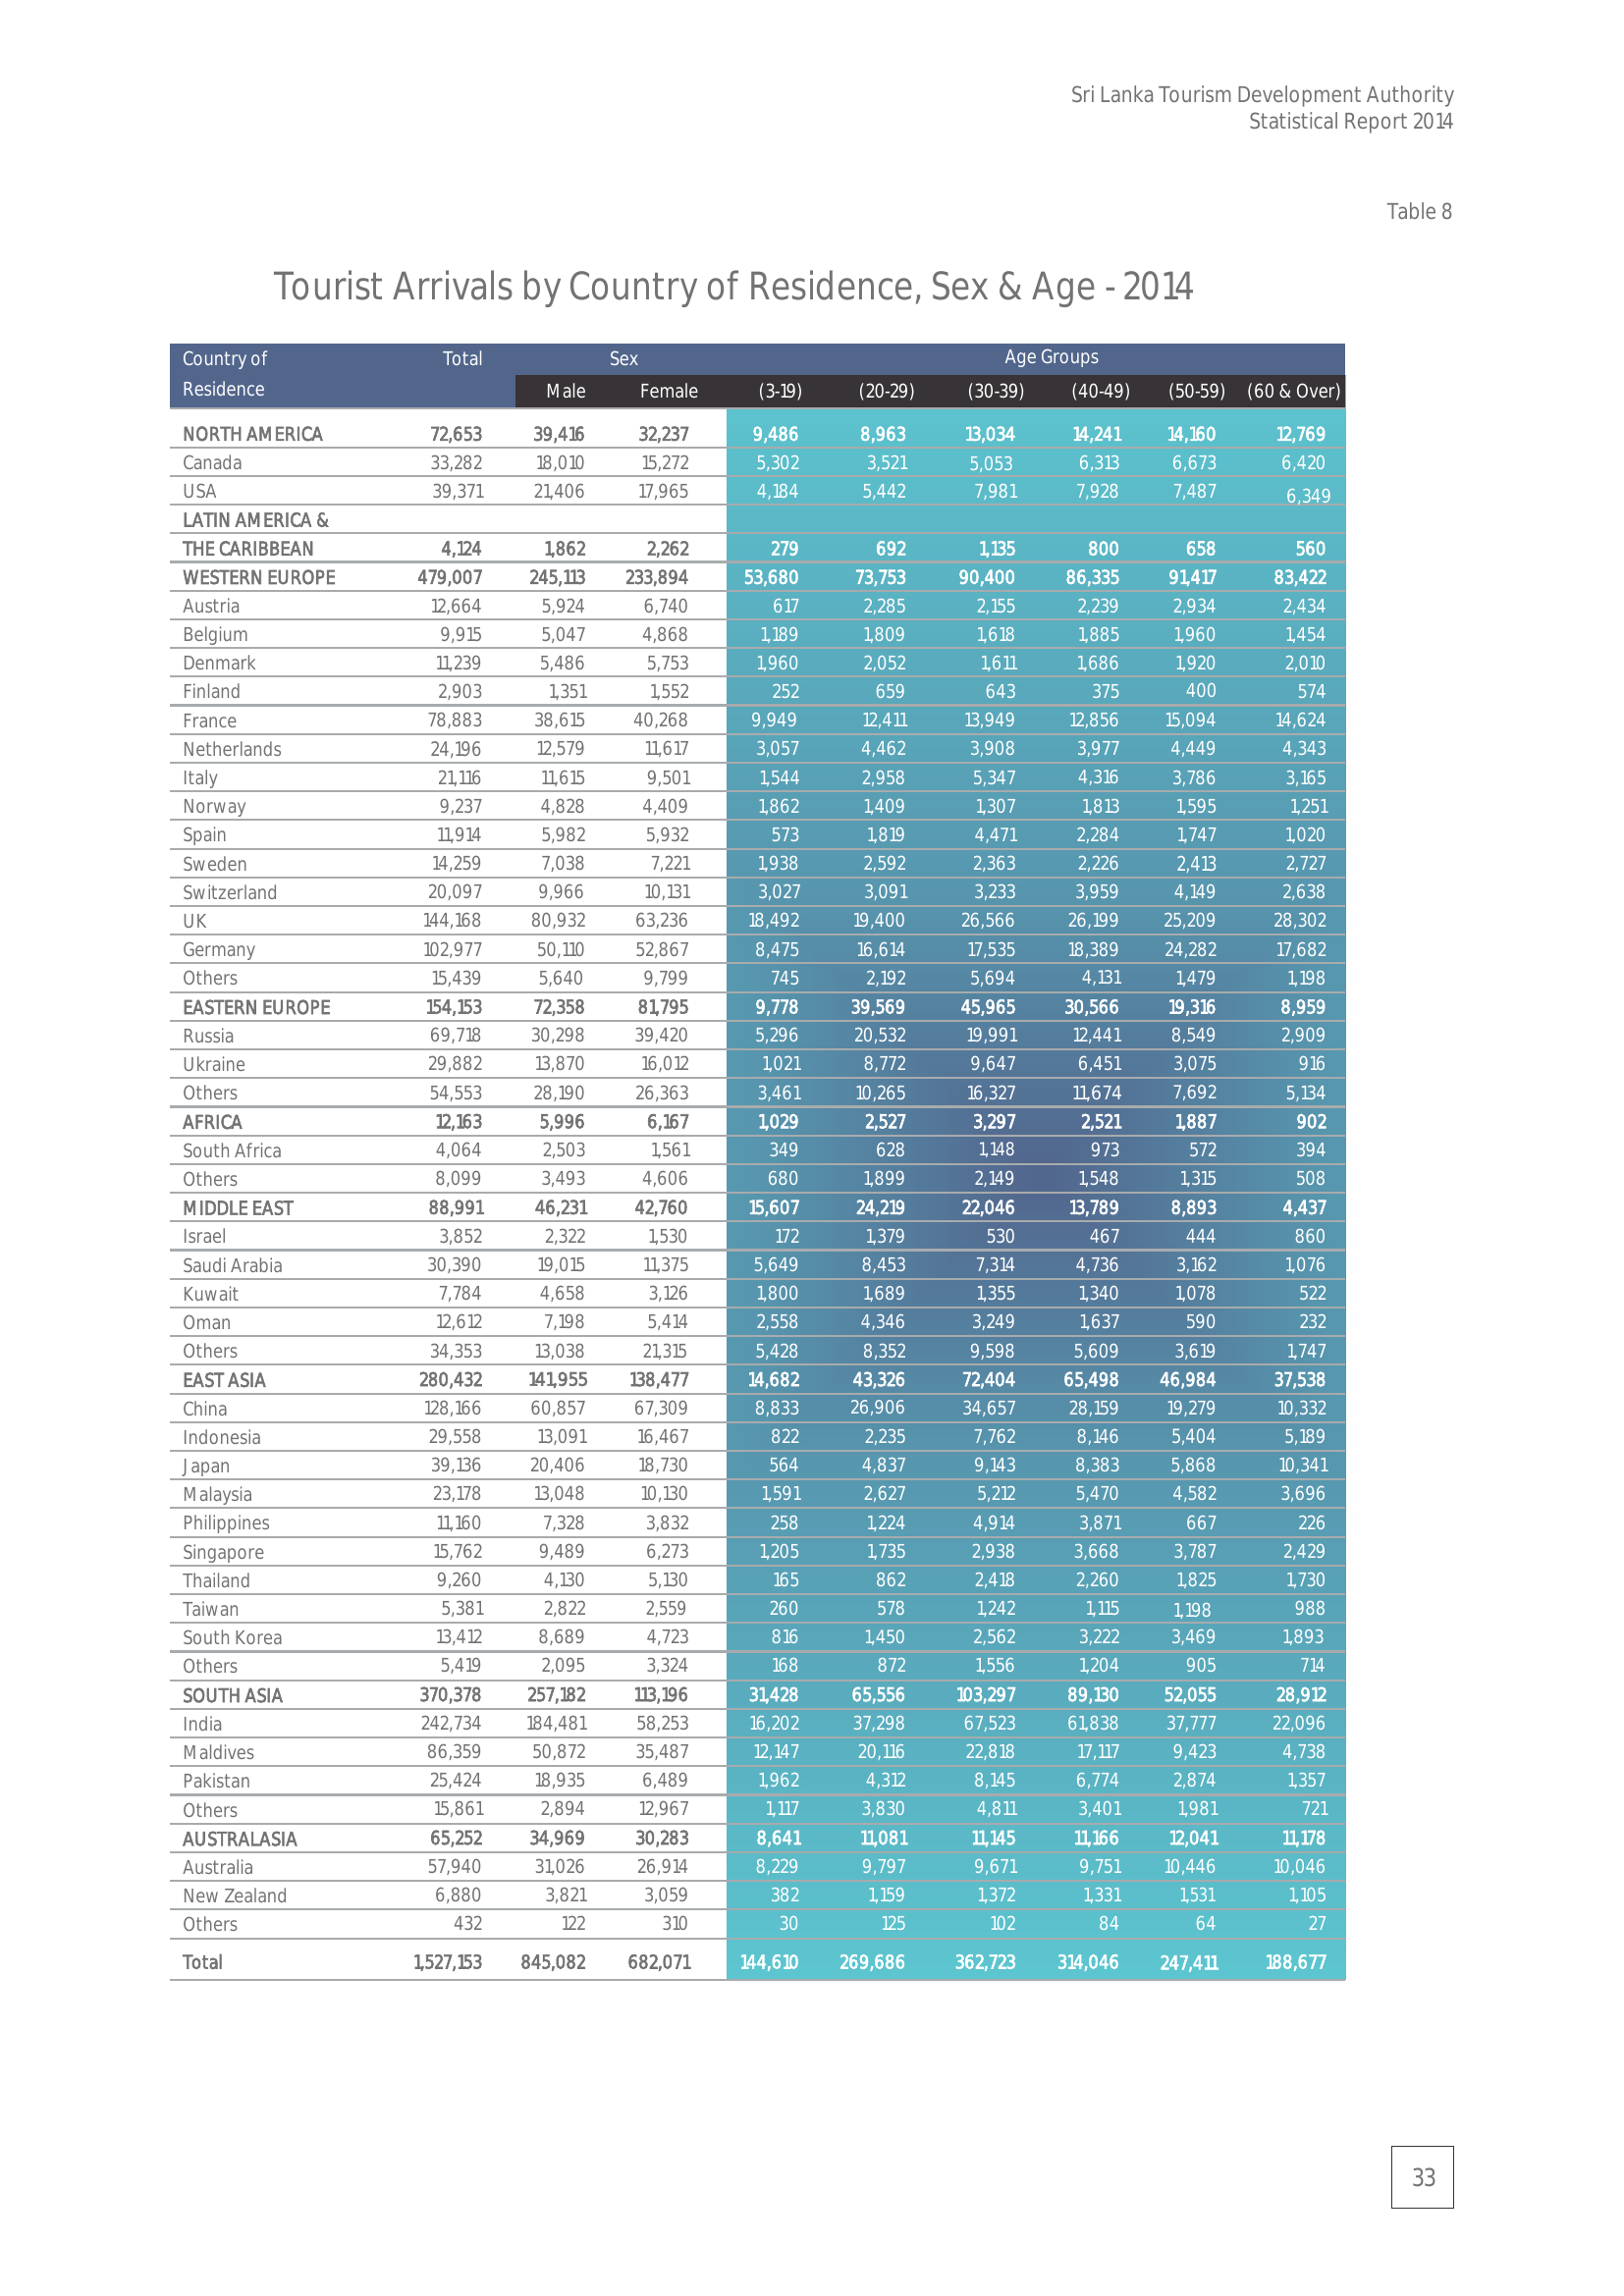 Sri Lanka Tourism Development Authority
Statistical Report 2014
Table 8
Tourist Arrivals by Country of Residence, Sex & Age - 2014
Country of Total Sex Age Groups
Residence Male Female (3-19) (20-29) (30-39) (40-49) (50-59) (60 & Over)
NORTH AMERICA 72,653 39,416 32,237 9,486 8,963 13,034 14,241 14,160 12,769
Canada 33,282 18,010 15,272 5,302 3,521 5,053 6,313 6,673 6,420
USA 39,371 21,406 17,965 4,184 5,442 7,981 7,928 7,487 6,349
LATIN AMERICA &
THE CARIBBEAN 4,124 1,862 2,262 279 692 1,135 800 658 560
WESTERN EUROPE 479,007 245,113 233,894 53,680 73,753 90,400 86,335 91,417 83,422
Austria 12,664 5,924 6,740 617 2,285 2,155 2,239 2,934 2,434
Belgium 9,915 5,047 4,868 1,189 1,809 1,618 1,885 1,960 1,454
Denmark 11,239 5,486 5,753 1,960 2,052 1,611 1,686 1,920 2,010
Finland 2,903 1,351 1,552 252 659 643 375 400 574
France 78,883 38,615 40,268 9,949 12,411 13,949 12,856 15,094 14,624
Netherlands 24,196 12,579 11,617 3,057 4,462 3,908 3,977 4,449 4,343
Italy 21,116 11,615 9,501 1,544 2,958 5,347 4,316 3,786 3,165
Norway 9,237 4,828 4,409 1,862 1,409 1,307 1,813 1,595 1,251
Spain 11,914 5,982 5,932 573 1,819 4,471 2,284 1,747 1,020
Sweden 14,259 7,038 7,221 1,938 2,592 2,363 2,226 2,413 2,727
Switzerland 20,097 9,966 10,131 3,027 3,091 3,233 3,959 4,149 2,638
UK 144,168 80,932 63,236 18,492 19,400 26,566 26,199 25,209 28,302
Germany 102,977 50,110 52,867 8,475 16,614 17,535 18,389 24,282 17,682
Others 15,439 5,640 9,799 745 2,192 5,694 4,131 1,479 1,198
EASTERN EUROPE 154,153 72,358 81,795 9,778 39,569 45,965 30,566 19,316 8,959
Russia 69,718 30,298 39,420 5,296 20,532 19,991 12,441 8,549 2,909
Ukraine 29,882 13,870 16,012 1,021 8,772 9,647 6,451 3,075 916
Others 54,553 28,190 26,363 3,461 10,265 16,327 11,674 7,692 5,134
AFRICA 12,163 5,996 6,167 1,029 2,527 3,297 2,521 1,887 902
South Africa 4,064 2,503 1,561 349 628 1,148 973 572 394
Others 8,099 3,493 4,606 680 1,899 2,149 1,548 1,315 508
MIDDLE EAST 88,991 46,231 42,760 15,607 24,219 22,046 13,789 8,893 4,437
Israel 3,852 2,322 1,530 172 1,379 530 467 444 860
Saudi Arabia 30,390 19,015 11,375 5,649 8,453 7,314 4,736 3,162 1,076
Kuwait 7,784 4,658 3,126 1,800 1,689 1,355 1,340 1,078 522
Oman 12,612 7,198 5,414 2,558 4,346 3,249 1,637 590 232
Others 34,353 13,038 21,315 5,428 8,352 9,598 5,609 3,619 1,747
EAST ASIA 280,432 141,955 138,477 14,682 43,326 72,404 65,498 46,984 37,538
China 128,166 60,857 67,309 8,833 26,906 34,657 28,159 19,279 10,332
Indonesia 29,558 13,091 16,467 822 2,235 7,762 8,146 5,404 5,189
Japan 39,136 20,406 18,730 564 4,837 9,143 8,383 5,868 10,341
Malaysia 23,178 13,048 10,130 1,591 2,627 5,212 5,470 4,582 3,696
Philippines 11,160 7,328 3,832 258 1,224 4,914 3,871 667 226
Singapore 15,762 9,489 6,273 1,205 1,735 2,938 3,668 3,787 2,429
Thailand 9,260 4,130 5,130 165 862 2,418 2,260 1,825 1,730
Taiwan 5,381 2,822 2,559 260 578 1,242 1,115 1,198 988
South Korea 13,412 8,689 4,723 816 1,450 2,562 3,222 3,469 1,893
Others 5,419 2,095 3,324 168 872 1,556 1,204 905 714
SOUTH ASIA 370,378 257,182 113,196 31,428 65,556 103,297 89,130 52,055 28,912
India 242,734 184,481 58,253 16,202 37,298 67,523 61,838 37,777 22,096
Maldives 86,359 50,872 35,487 12,147 20,116 22,818 17,117 9,423 4,738
Pakistan 25,424 18,935 6,489 1,962 4,312 8,145 6,774 2,874 1,357
Others 15,861 2,894 12,967 1,117 3,830 4,811 3,401 1,981 721
AUSTRALASIA 65,252 34,969 30,283 8,641 11,081 11,145 11,166 12,041 11,178
Australia 57,940 31,026 26,914 8,229 9,797 9,671 9,751 10,446 10,046
New Zealand 6,880 3,821 3,059 382 1,159 1,372 1,331 1,531 1,105
Others 432 122 310 30 125 102 84 64 27
Total 1,527,153 845,082 682,071 144,610 269,686 362,723 314,046 247,411 188,677
33